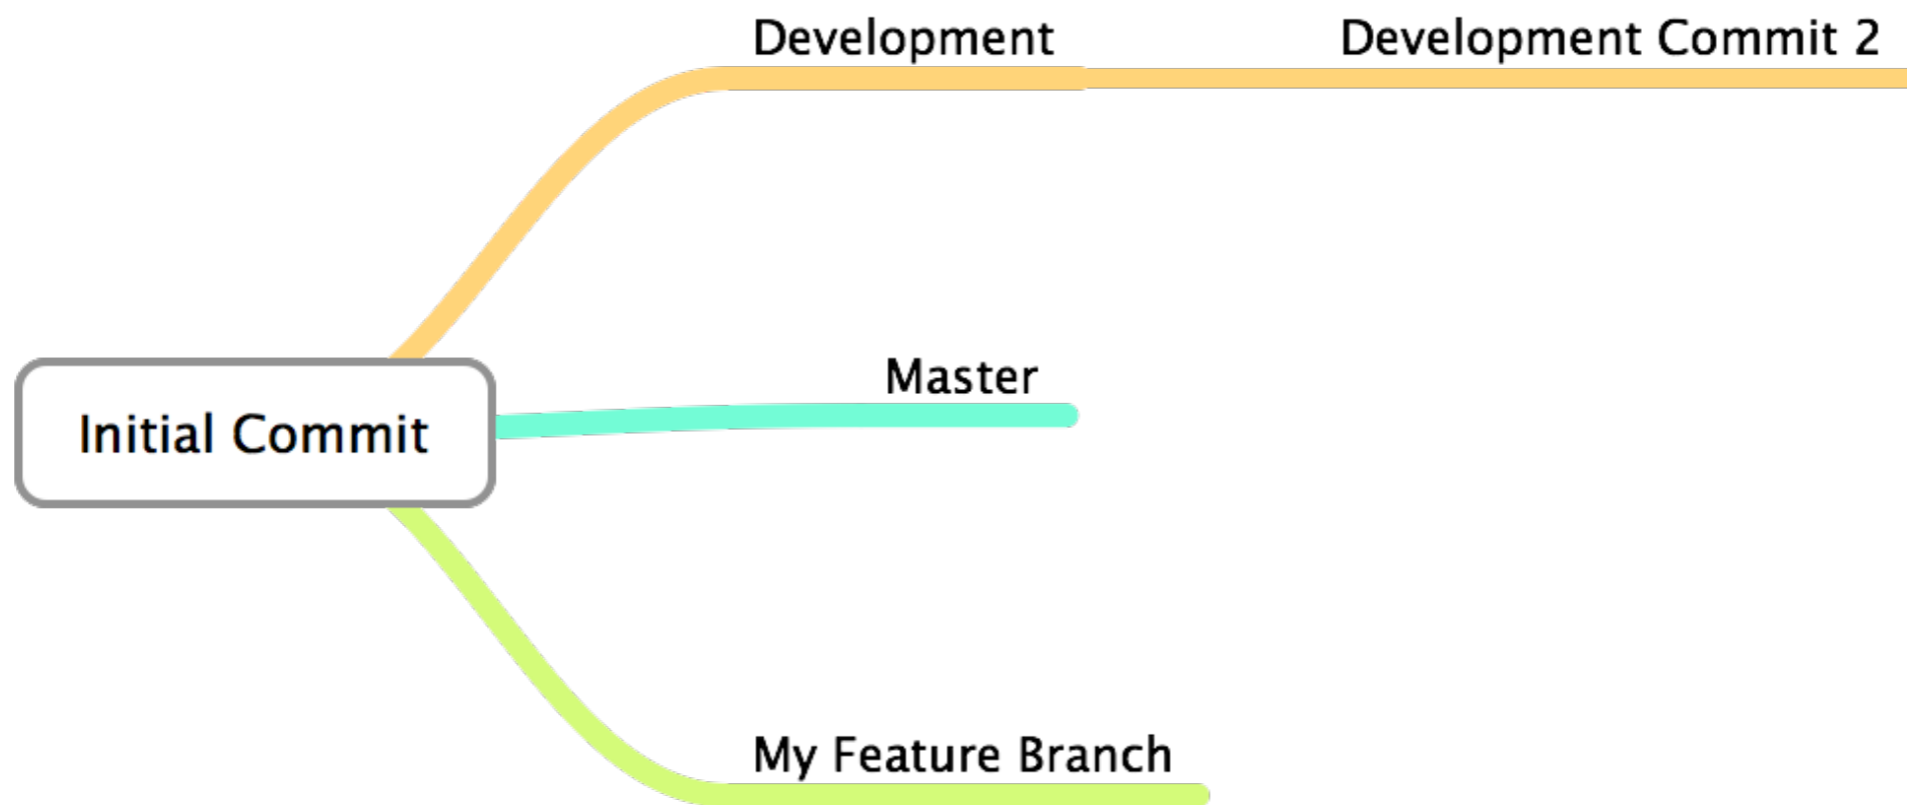 Development
Development Commit 2
Master
Initial Commit
My Feature Branch